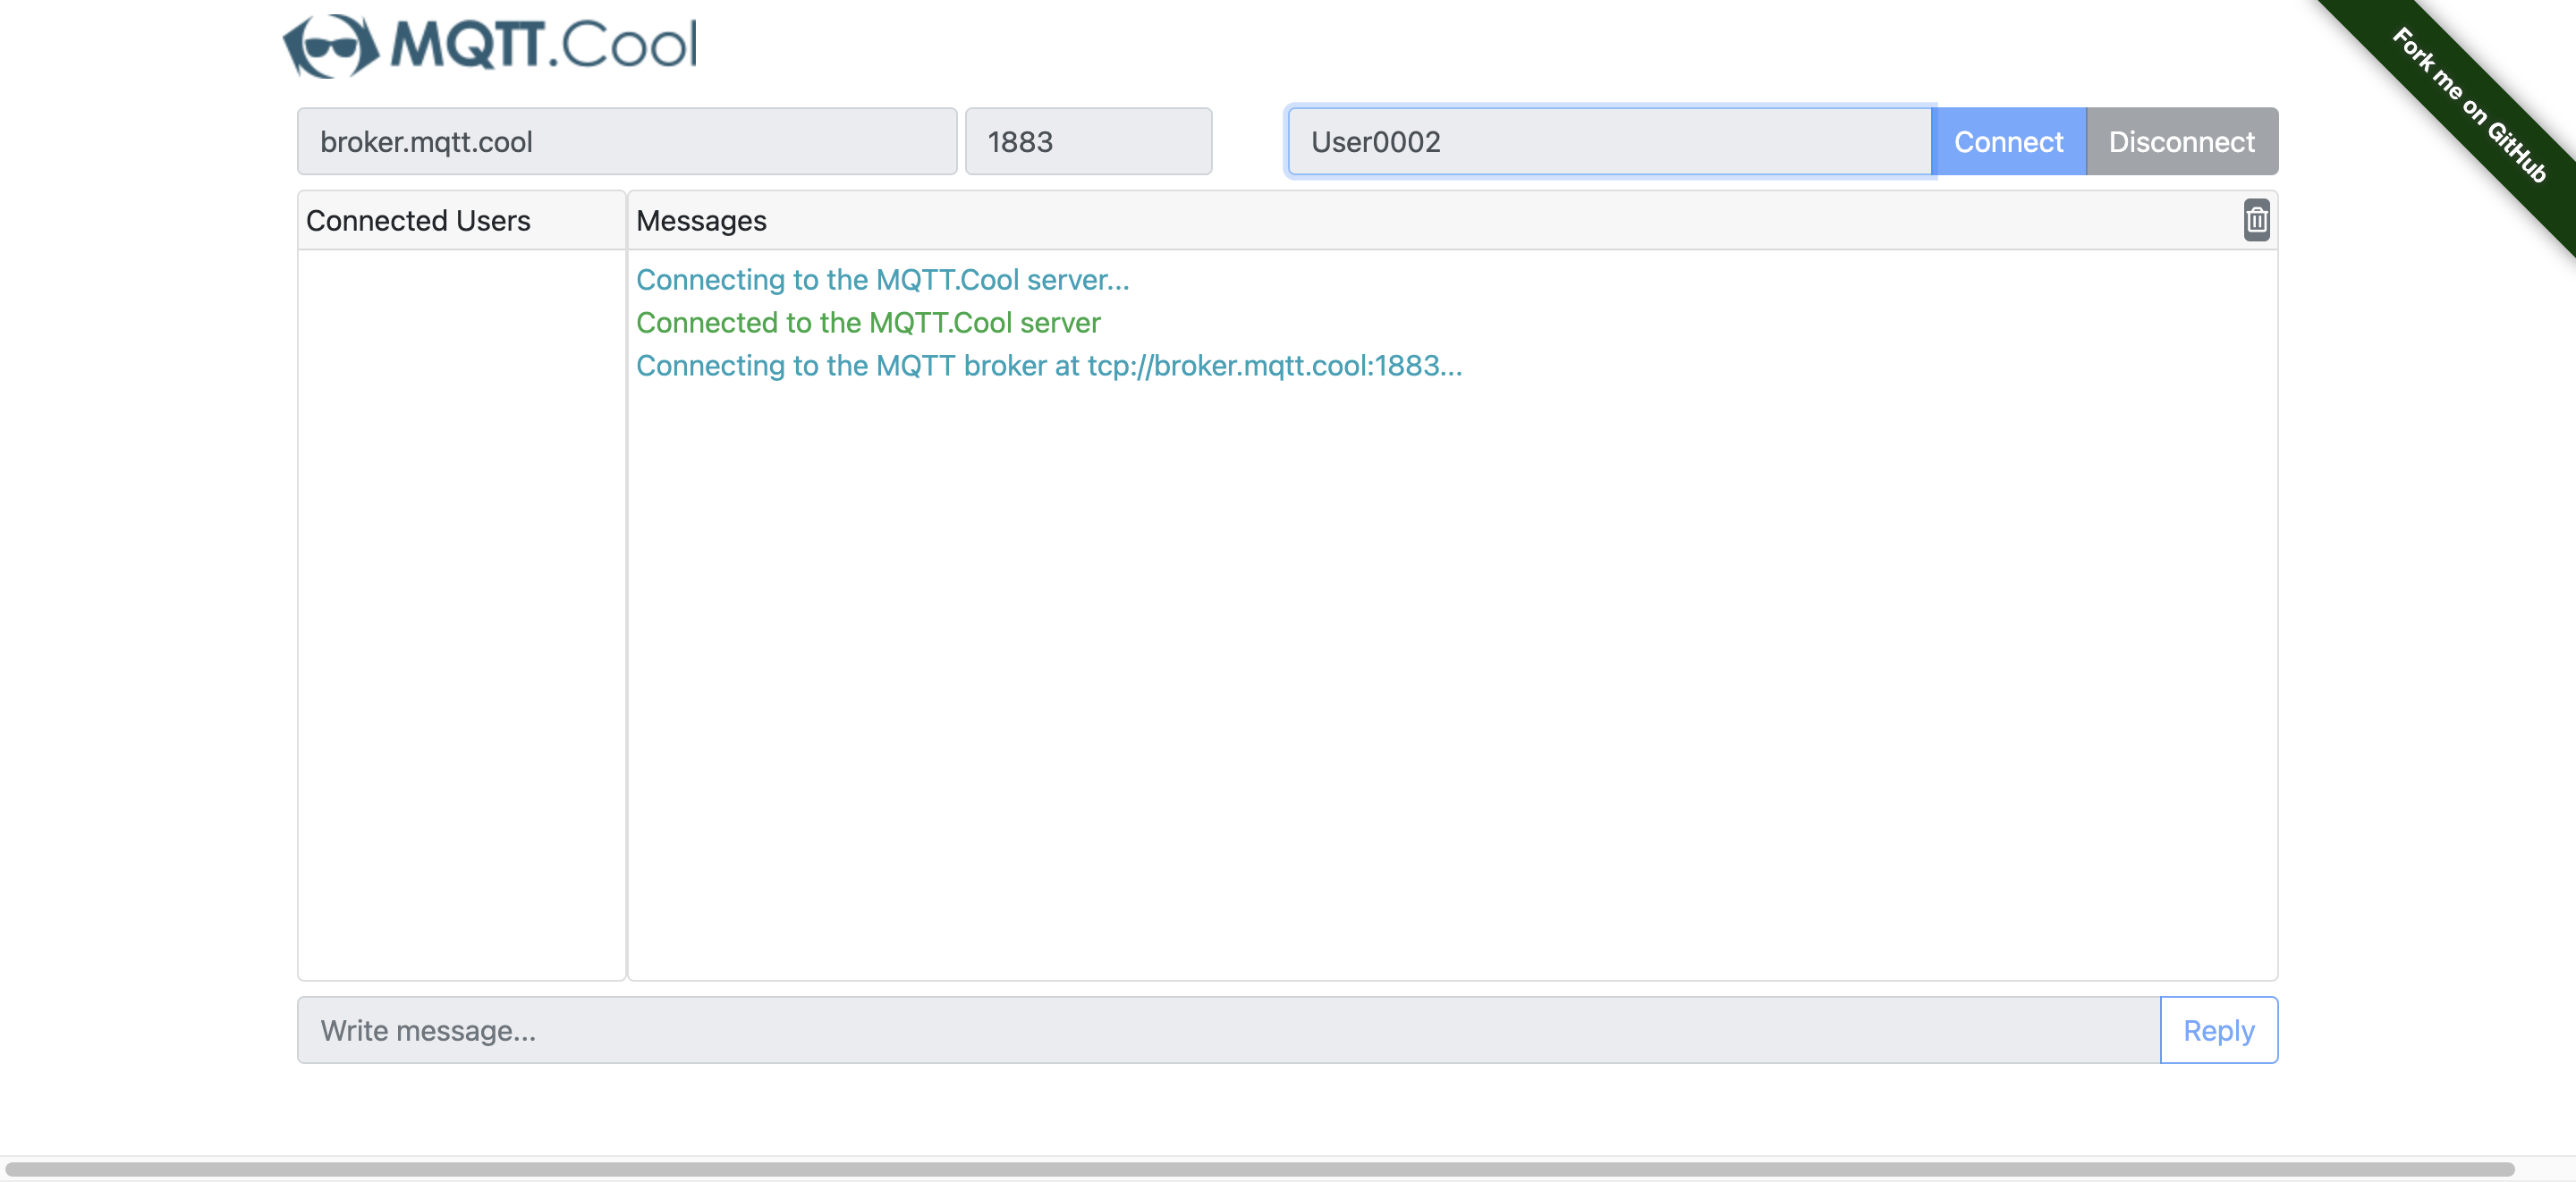 MQTT.Cool
Fork me on GitHub
broker.mqtt.cool
1883
User0002
Connect
Disconnect
Connected Users
Messages
Connecting to the MQTT.Cool server...
Connected to the MQTT.Cool server
Connecting to the MQTT broker at tcp://broker.mqtt.cool:1883...
Write message...
Reply